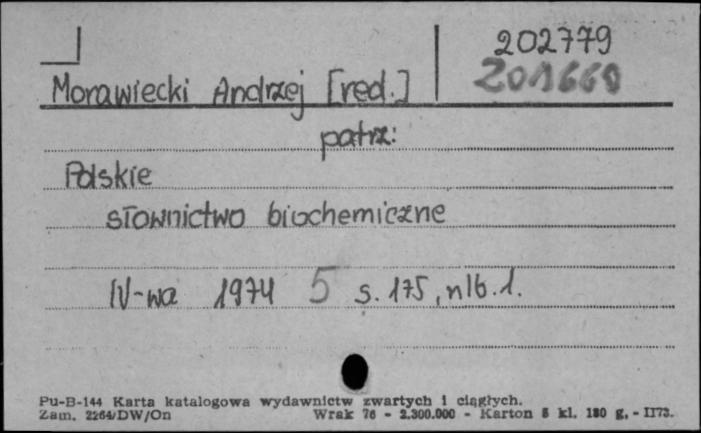 202779
201660
Morawiecki Andrzej [red.]
patrz:
Polskie
słownictwo biochemiczne
W-wa 1974 5 s. 175, nlb. 1.
Pu-B-144 Karta katalogowa wydawnictw zwartych i ciągłych.
Zam. 2264/DW/On Wrak 76 - 2.300.000 - Karton 5 kl. 180 g. - II73.